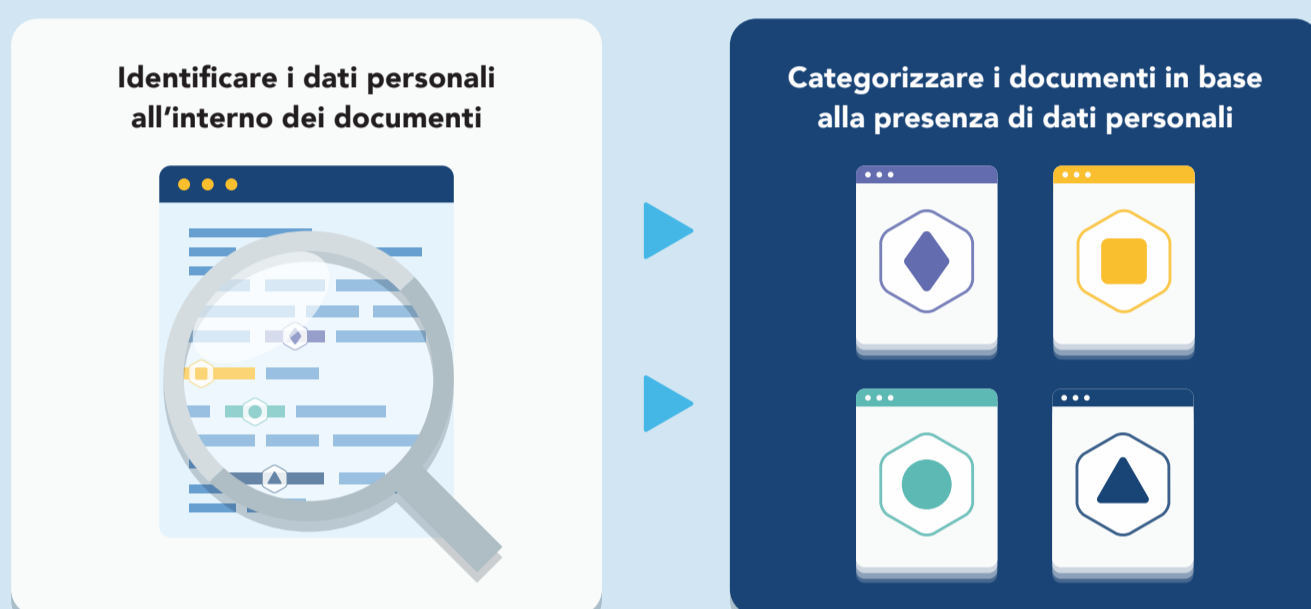 Identificare i dati personali
all’interno dei documenti
Categorizzare i documenti in base
alla presenza di dati personali